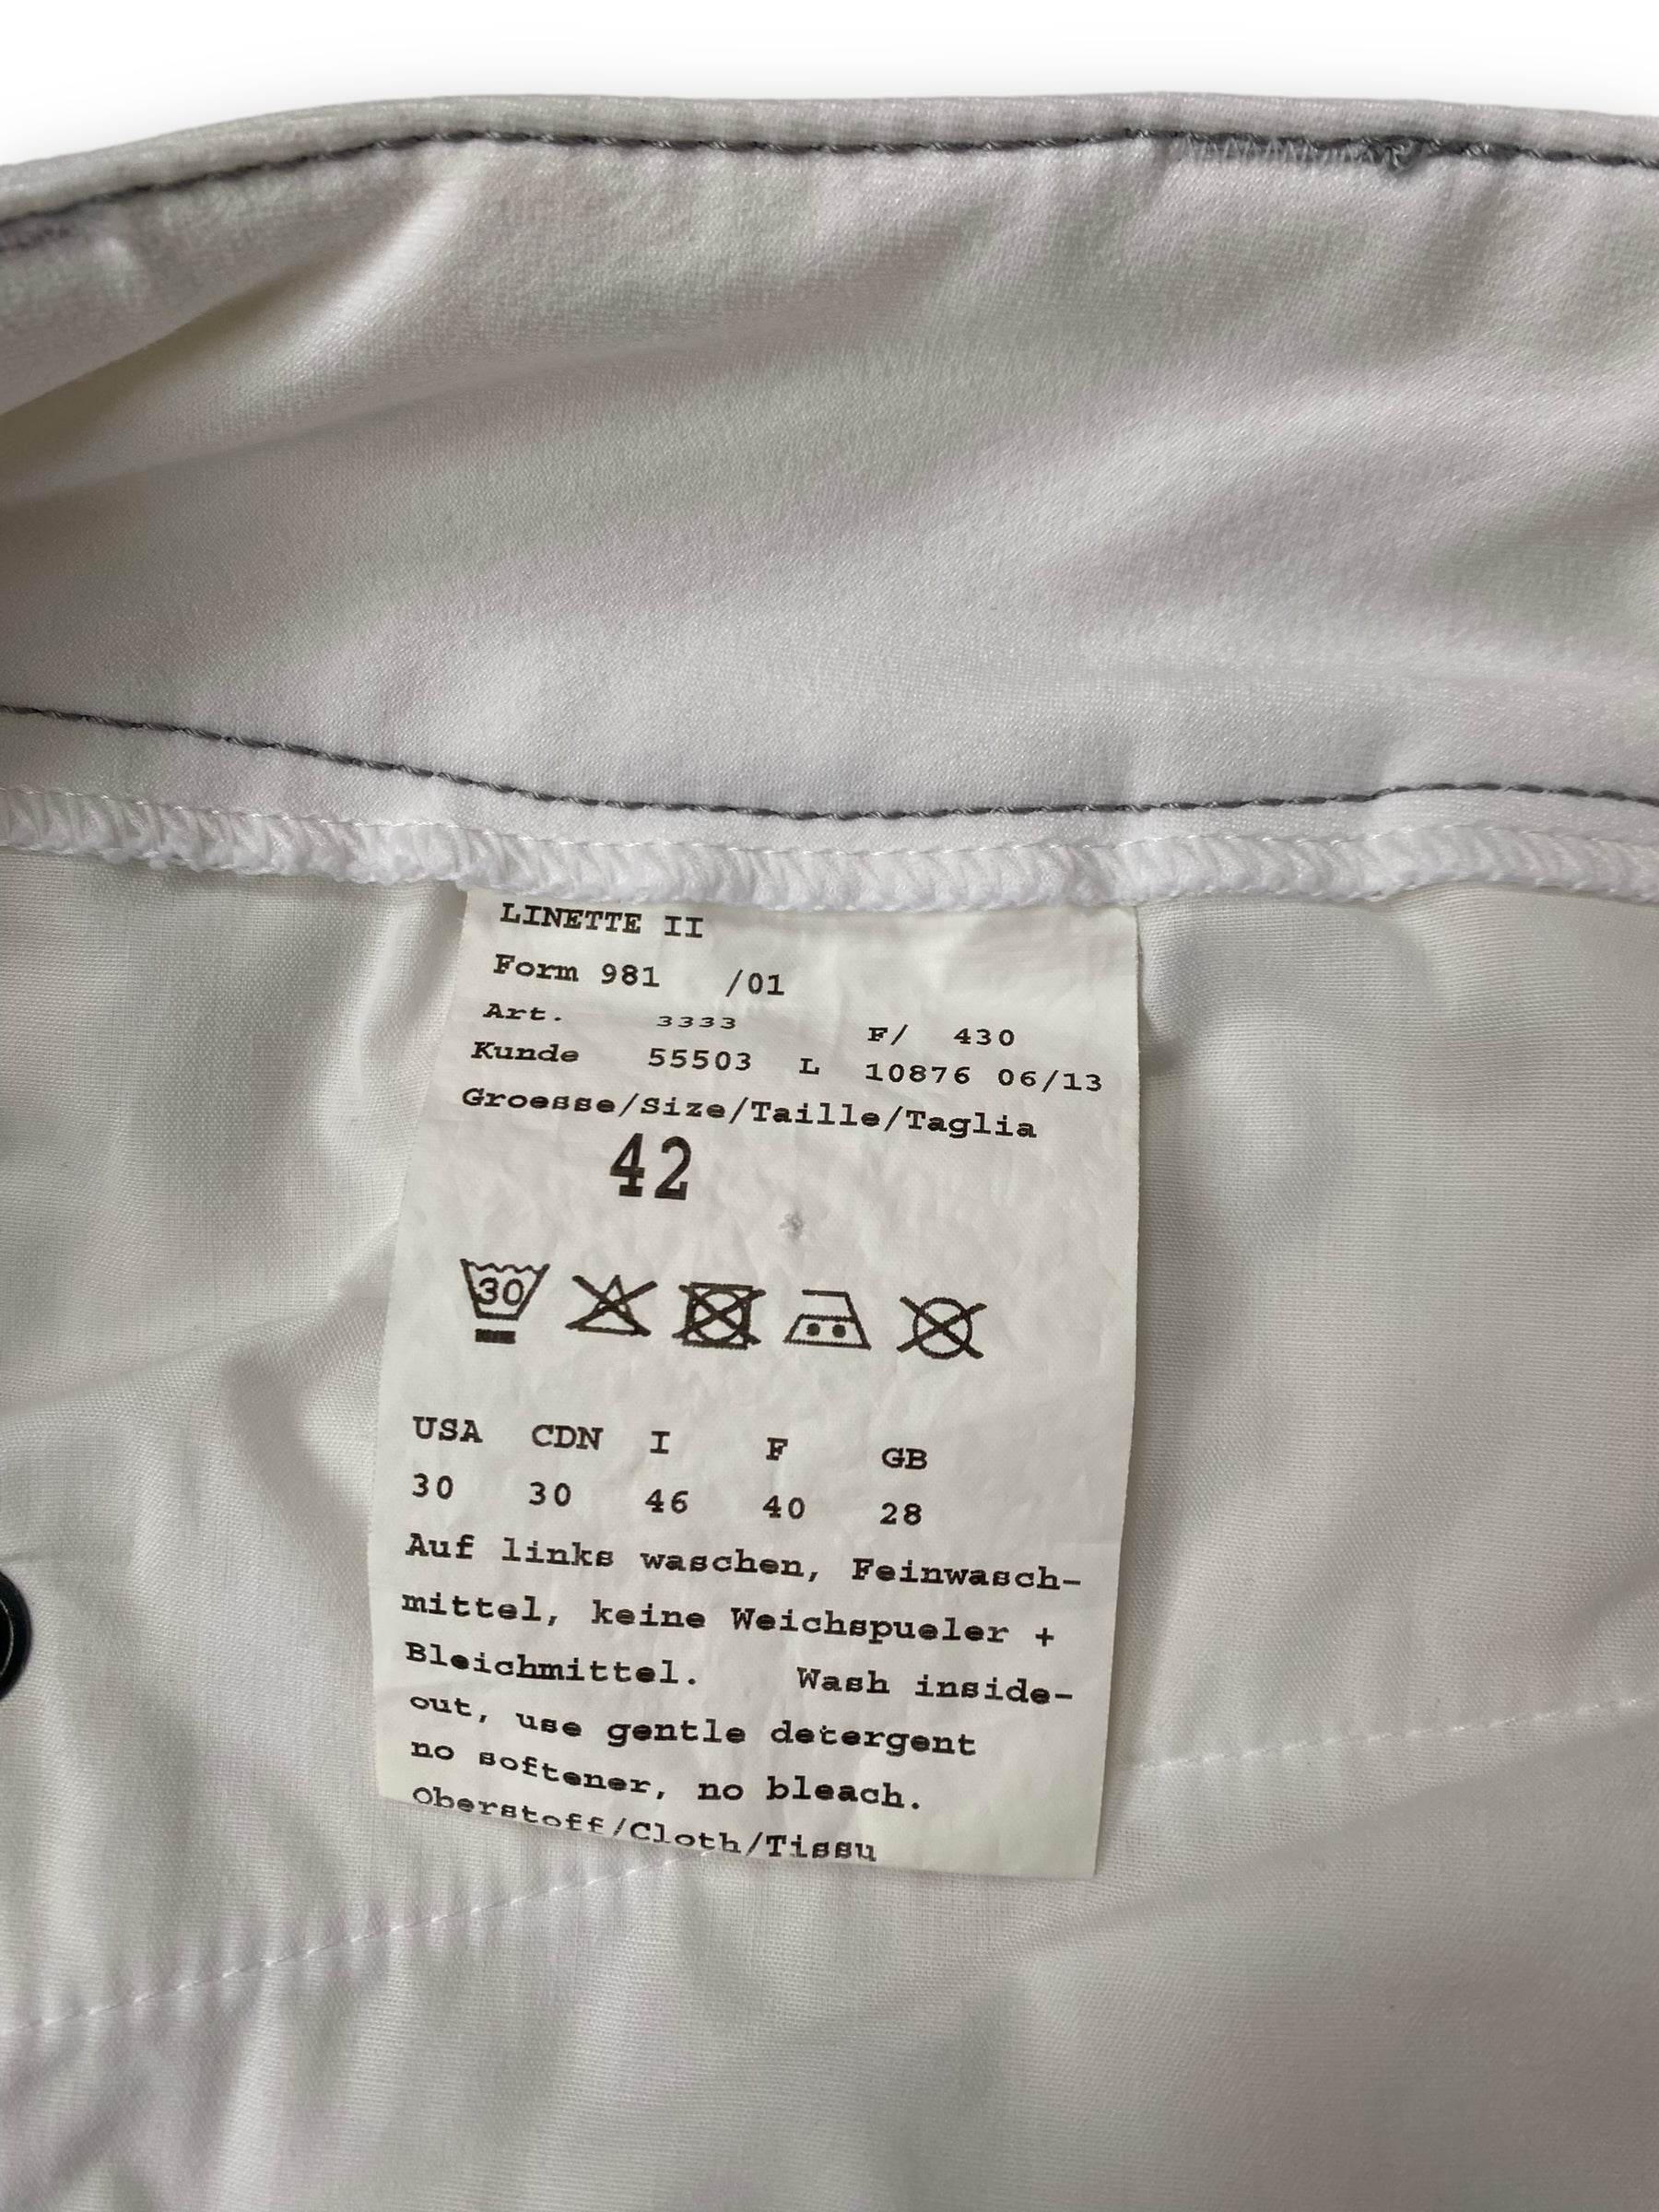 LINETTE II
Form 981 /01
Art. 3333 F/ 430
Kunde 55503 L 10876 06/13
Groesse/Size/Taille/Taglia
42
30
USA CDN I F GB
30 30 46 40 28
Auf links waschen, Feinwasch-
mittel, keine Weichspueler +
Bleichmittel. Wash inside-
out, use gentle detergent
no softener, no bleach.
Oberstoff/Cloth/Tissu